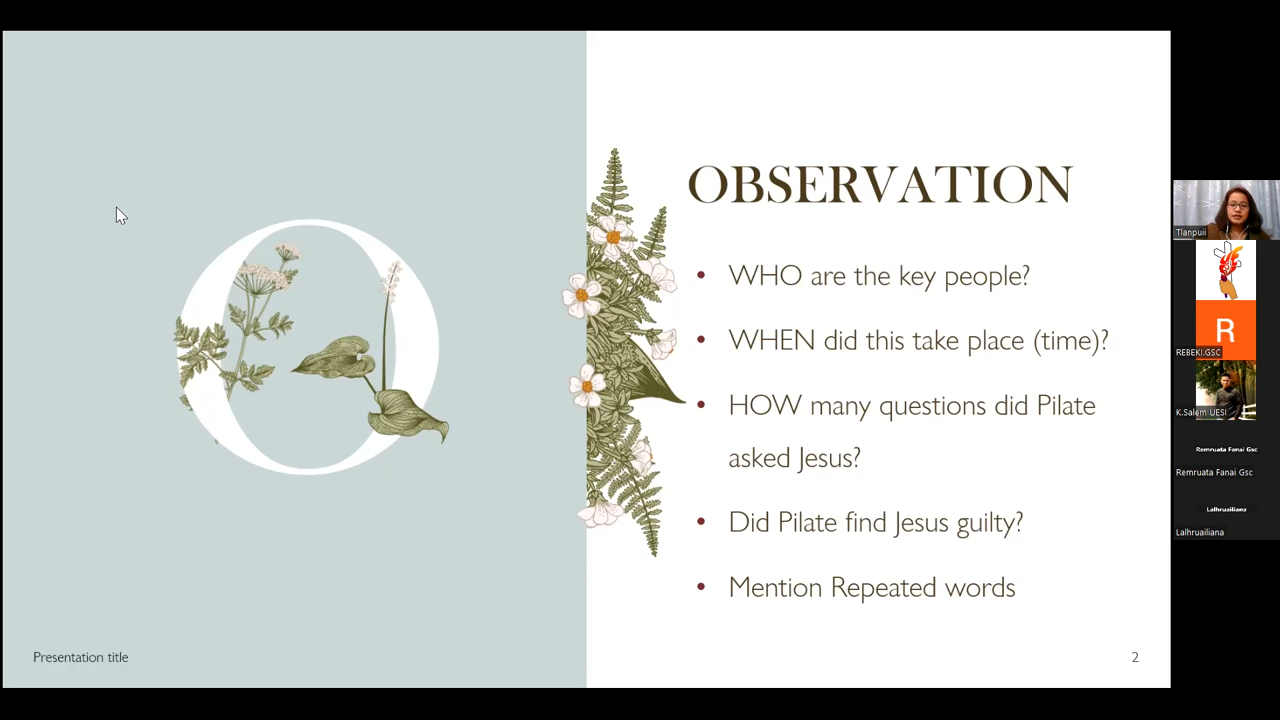 O
OBSERVATION
• WHO are the key people?
• WHEN did this take place (time)?
• HOW many questions did Pilate
asked Jesus?
• Did Pilate find Jesus guilty?
• Mention Repeated words
Presentation title
2
Tlanpuii
R
REBEKI.GSC
K.Salem UESI
Remruata Fanai Gsc
Remruata Fanai Gsc
Lalhruailiana
Lalhruailiana